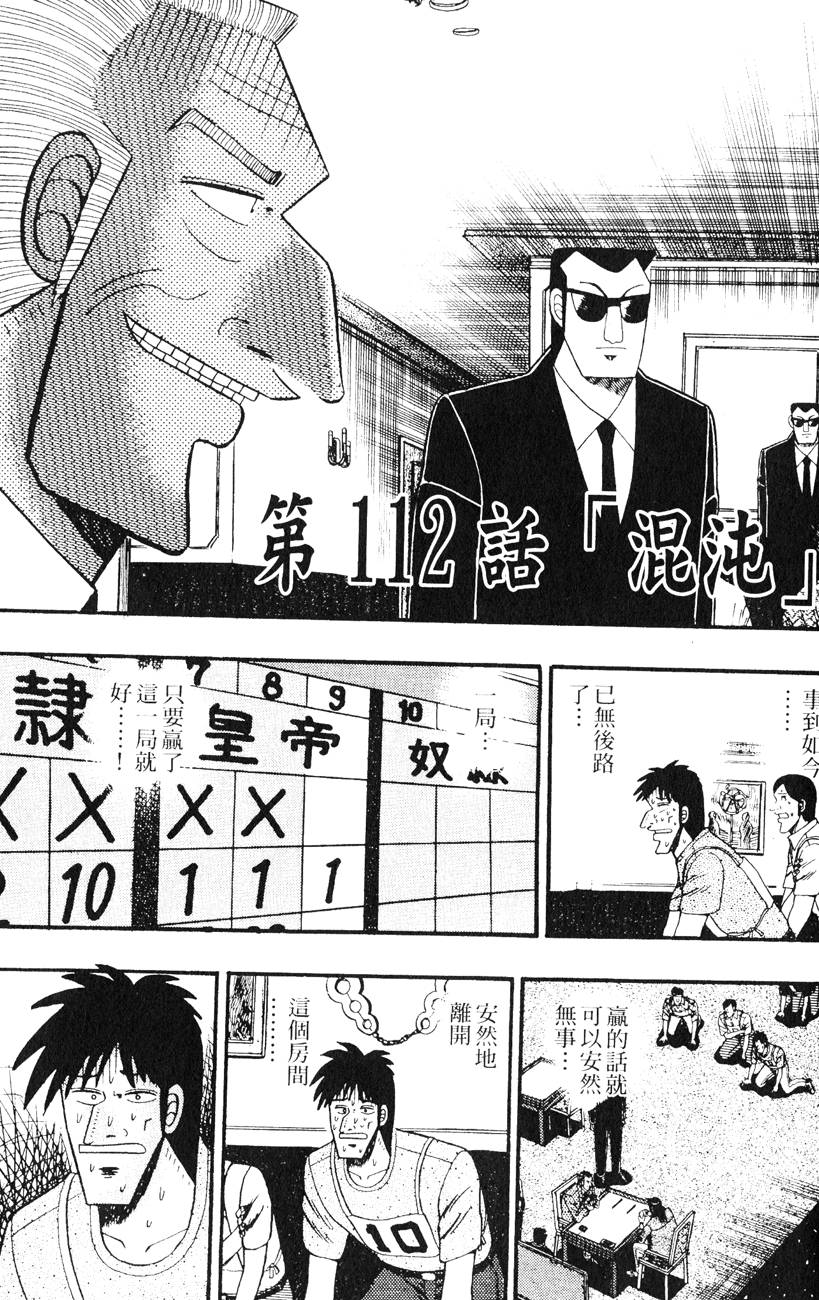 第112話「混沌」
事到如今
……
已無後路
了…
一局…
只要贏了
這一局就
好……！
7 8 9 10
隷 皇帝 奴
X X X X
10 1 1 1
贏的話就
可以安然
無事…
安然地
離開
這個房間
………
10